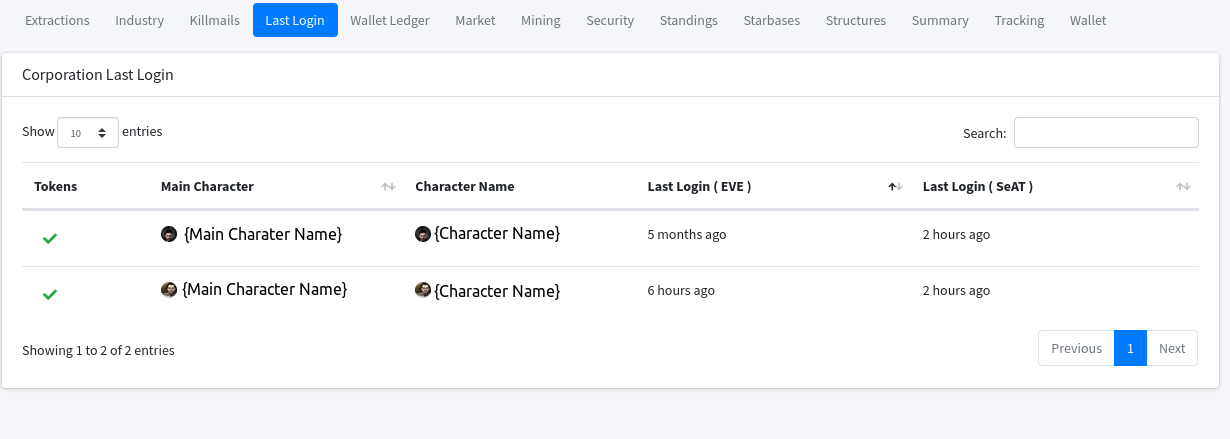 Extractions Industry Killmails Last Login Wallet Ledger Market Mining Security Standings Starbases Structures Summary Tracking Wallet
Corporation Last Login
Show 10 entries Search:
Tokens Main Character Character Name Last Login ( EVE ) Last Login ( SeAT )
{Main Charater Name} {Character Name} 5 months ago 2 hours ago
{Main Character Name} {Character Name} 6 hours ago 2 hours ago
Showing 1 to 2 of 2 entries Previous 1 Next